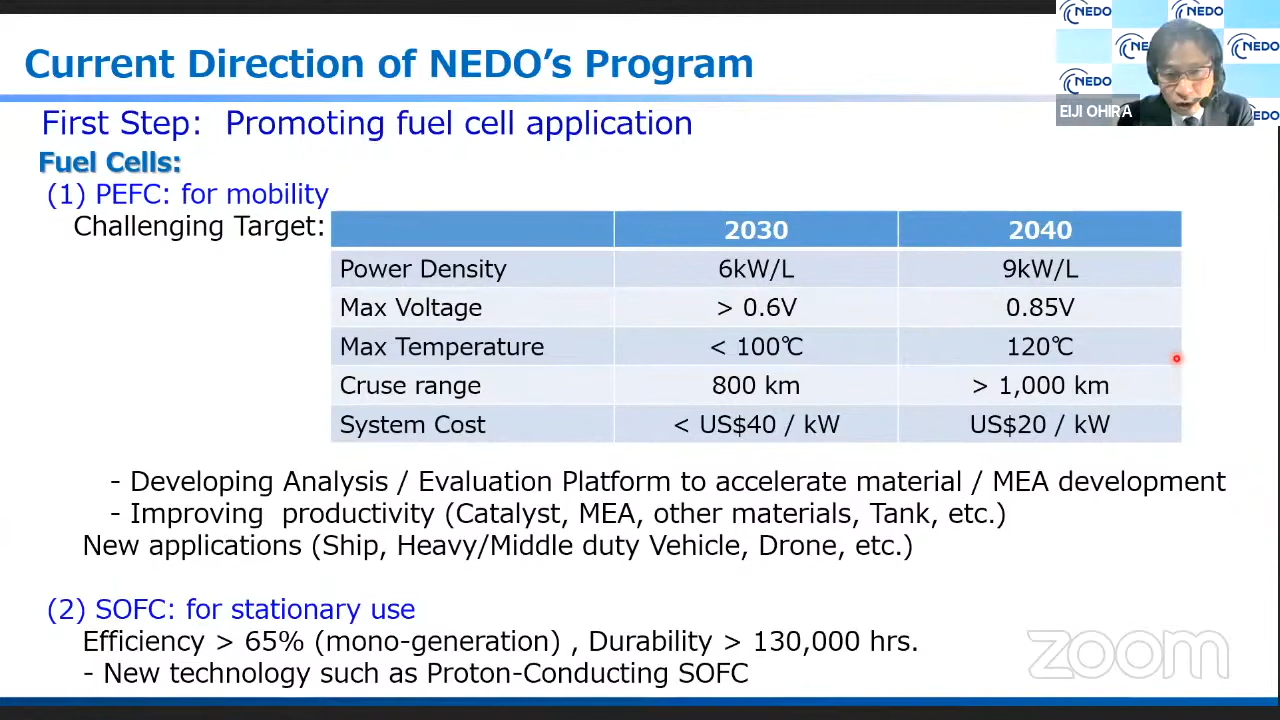 Current Direction of NEDO's Program
First Step: Promoting fuel cell application
Fuel Cells:
(1) PEFC: for mobility
Challenging Target:
2030 2040
Power Density 6kW/L 9kW/L
Max Voltage > 0.6V 0.85V
Max Temperature < 100℃ 120℃
Cruse range 800 km > 1,000 km
System Cost < US$40 / kW US$20 / kW
- Developing Analysis / Evaluation Platform to accelerate material / MEA development
- Improving productivity (Catalyst, MEA, other materials, Tank, etc.)
New applications (Ship, Heavy/Middle duty Vehicle, Drone, etc.)
(2) SOFC: for stationary use
Efficiency > 65% (mono-generation) , Durability > 130,000 hrs.
- New technology such as Proton-Conducting SOFC
NEDO NEDO
NEDO NEDO
NEDO
EIJI OHIRA
zoom